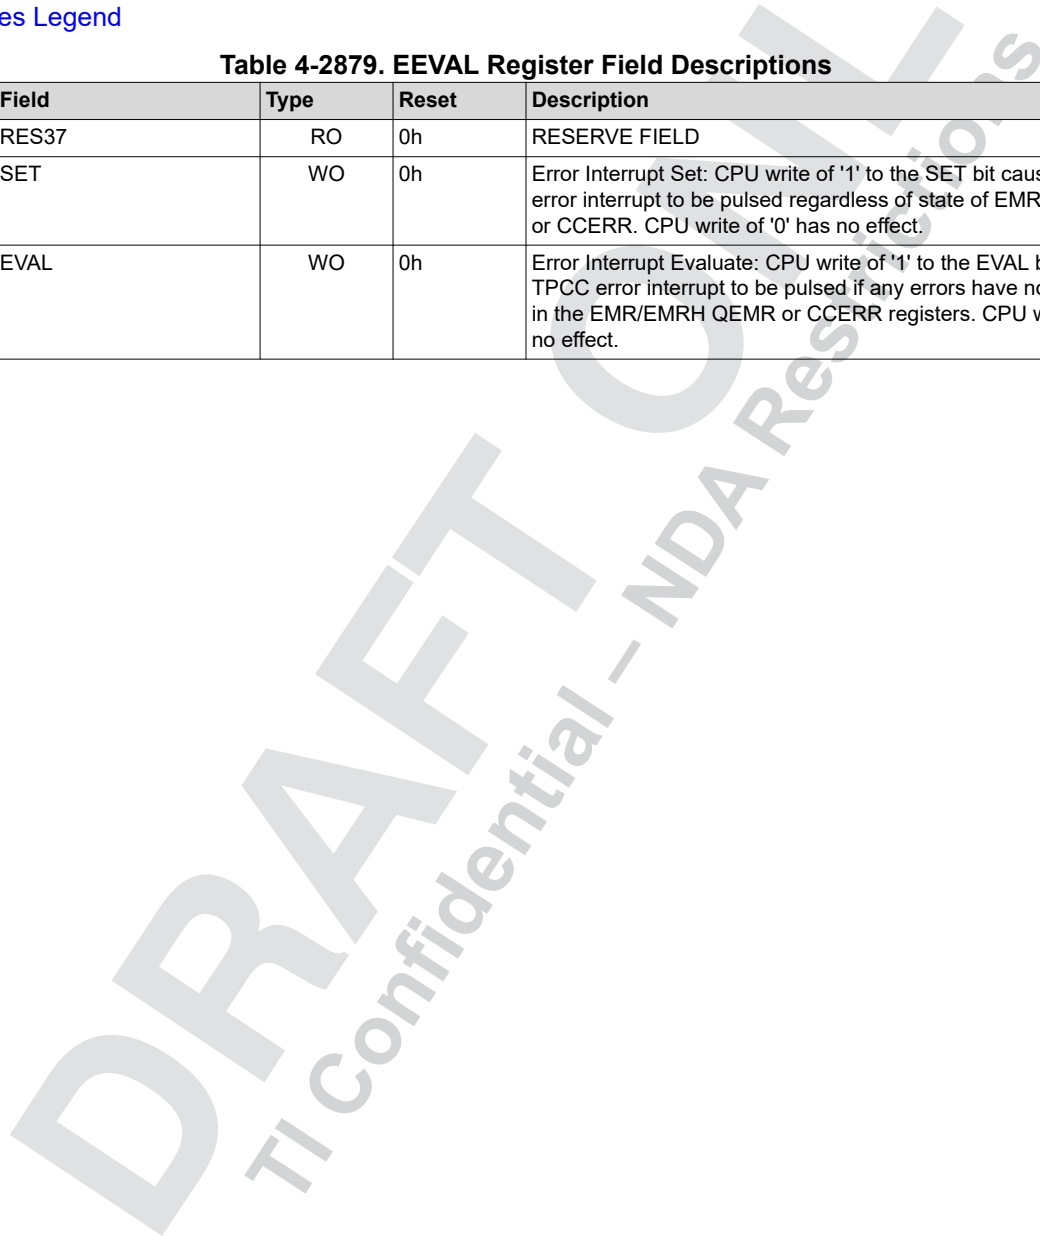 es Legend
Table 4-2879. EEVAL Register Field Descriptions
Field Type Reset Description
RES37 RO 0h RESERVE FIELD
SET WO 0h Error Interrupt Set: CPU write of '1' to the SET bit caus
error interrupt to be pulsed regardless of state of EMR
or CCERR. CPU write of '0' has no effect.
EVAL WO 0h Error Interrupt Evaluate: CPU write of '1' to the EVAL b
TPCC error interrupt to be pulsed if any errors have no
in the EMR/EMRH QEMR or CCERR registers. CPU w
no effect.
DRAFT ONL
TI Confidential — NDA Restrictions